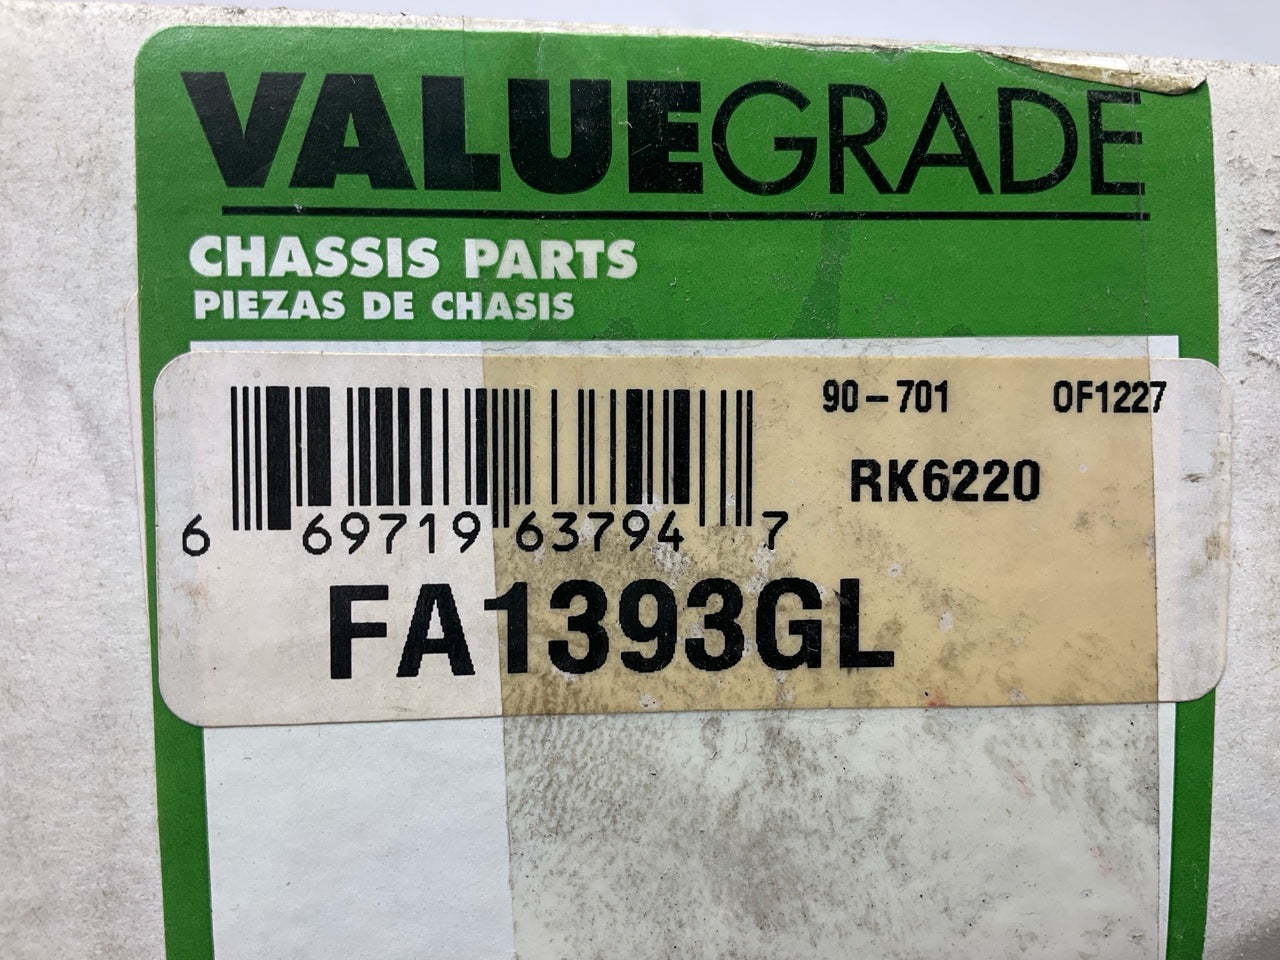 VALUEGRADE
CHASSIS PARTS
PIEZAS DE CHASIS
90-701 OF1227
RK6220
6 69719 63794 7
FA1393GL